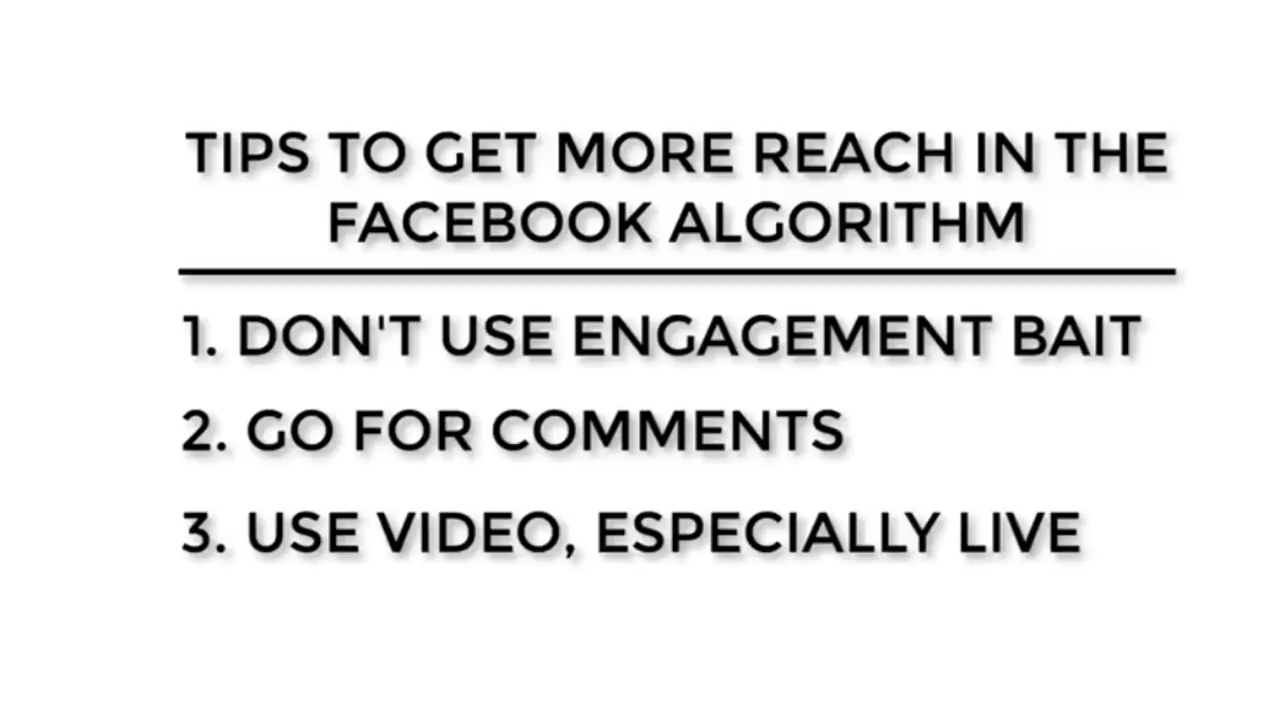 TIPS TO GET MORE REACH IN THE
FACEBOOK ALGORITHM
1. DON'T USE ENGAGEMENT BAIT
2. GO FOR COMMENTS
3. USE VIDEO, ESPECIALLY LIVE